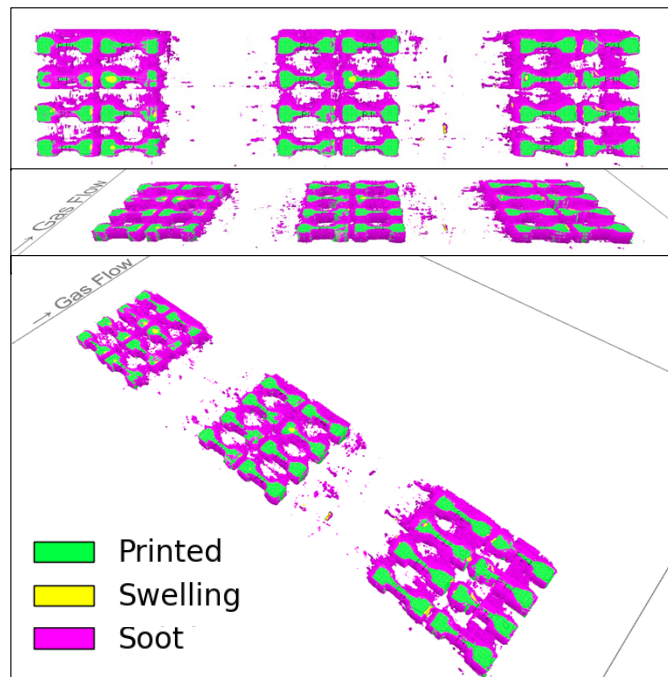 → Gas Flow
→ Gas Flow
Printed
Swelling
Soot